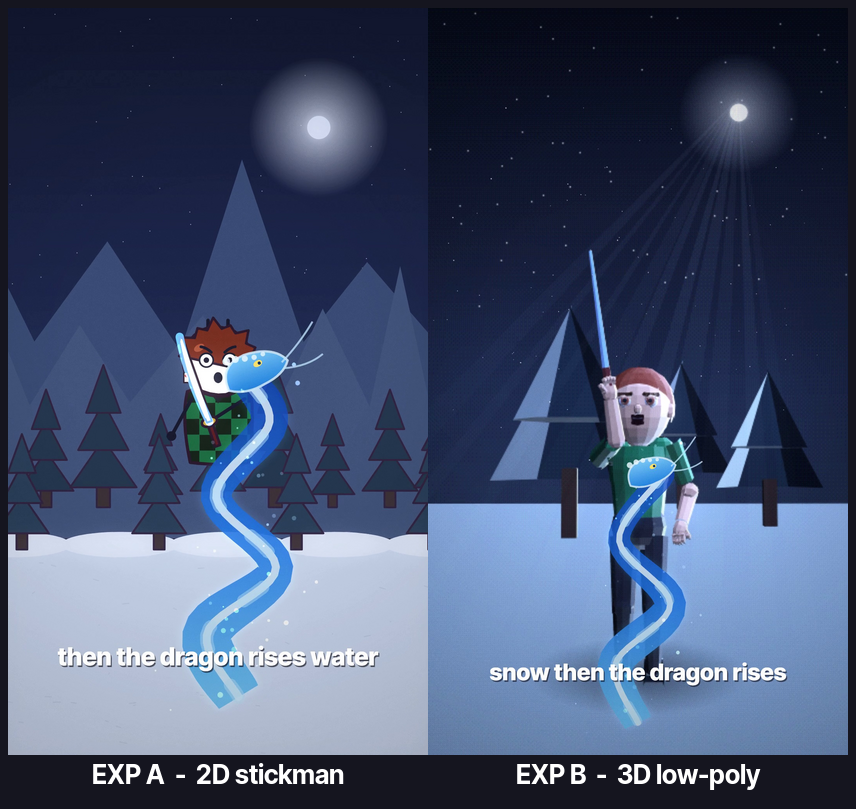 then the dragon rises water
snow then the dragon rises
EXP A - 2D stickman
EXP B - 3D low-poly